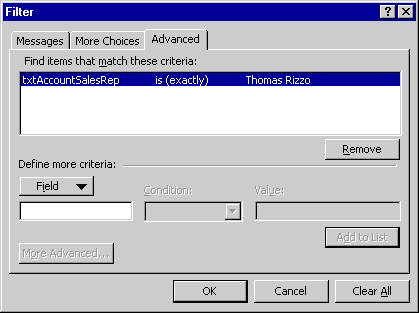 Filter
Messages More Choices Advanced
Find items that match these criteria:
txtAccountSalesRep is (exactly) Thomas Rizzo
Remove
Define more criteria:
Field Condition: Value:
Add to List
More Advanced...
OK Cancel Clear All